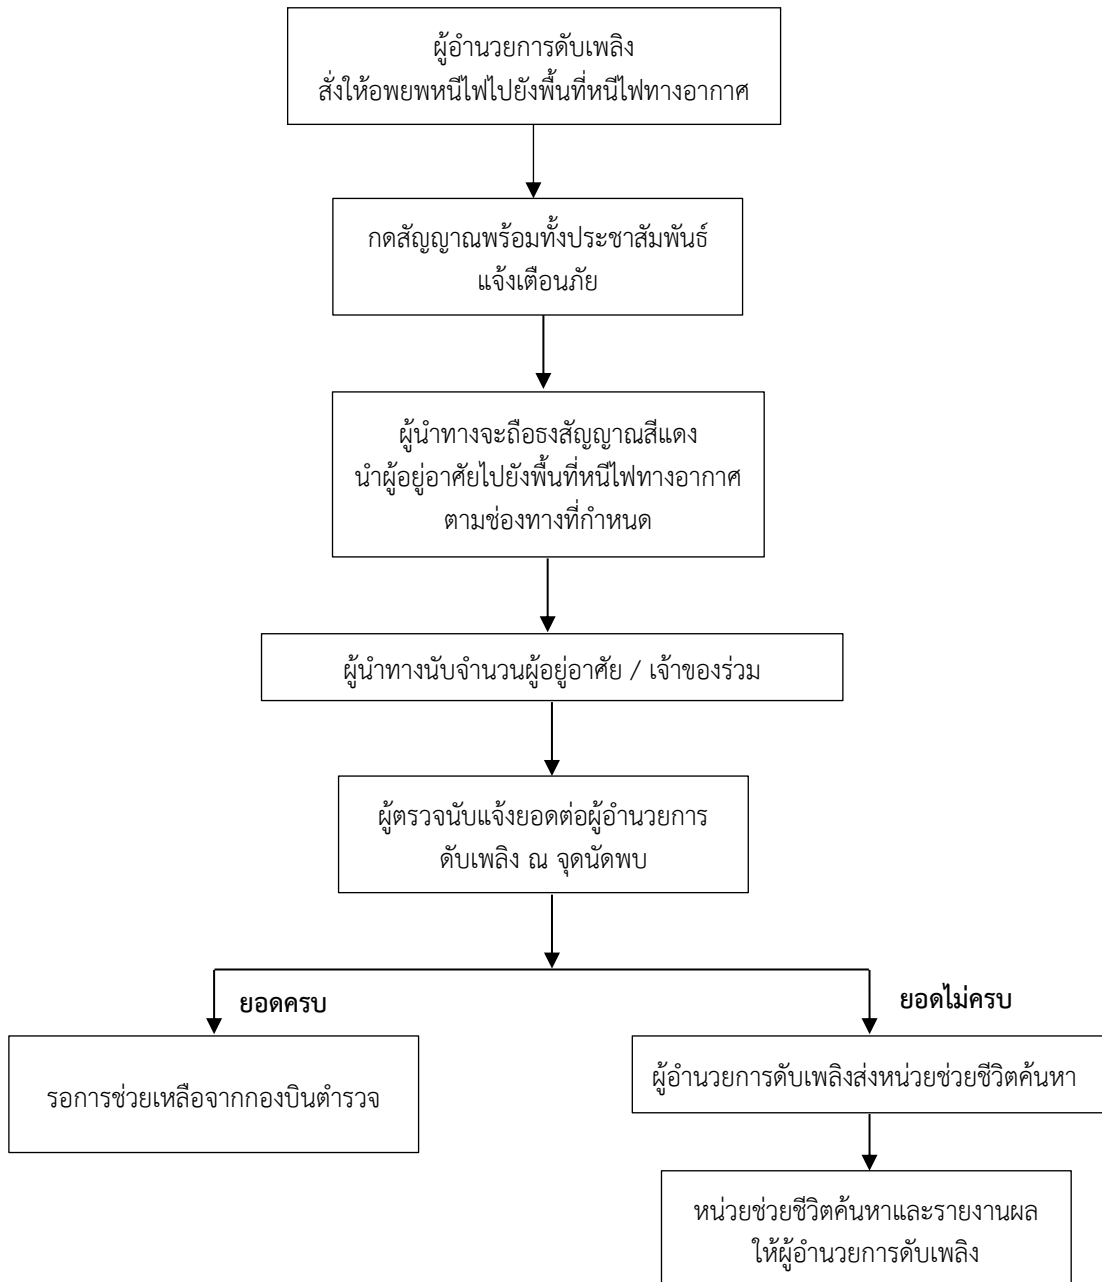 ผู้อำนวยการดับเพลิง
สั่งให้อพยพหนีไฟไปยังพื้นที่หนีไฟทางอากาศ
กดสัญญาณพร้อมทั้งประชาสัมพันธ์
แจ้งเตือนภัย
ผู้นำทางจะถือธงสัญญาณสีแดง
นำผู้อยู่อาศัยไปยังพื้นที่หนีไฟทางอากาศ
ตามช่องทางที่กำหนด
ผู้นำทางนับจำนวนผู้อยู่อาศัย / เจ้าของร่วม
ผู้ตรวจนับแจ้งยอดต่อผู้อำนวยการ
ดับเพลิง ณ จุดนัดพบ
ยอดครบ
ยอดไม่ครบ
รอการช่วยเหลือจากกองบินตำรวจ
ผู้อำนวยการดับเพลิงส่งหน่วยช่วยชีวิตค้นหา
หน่วยช่วยชีวิตค้นหาและรายงานผล
ให้ผู้อำนวยการดับเพลิง